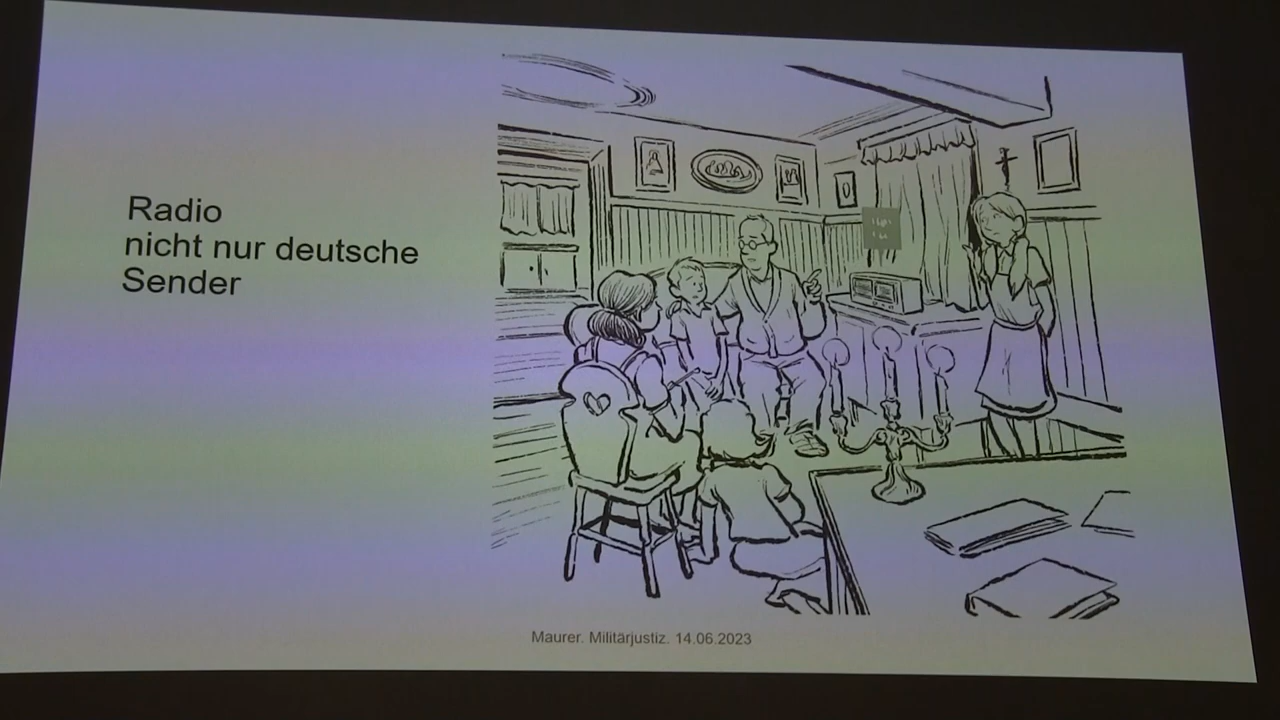 Radio
nicht nur deutsche
Sender
Maurer. Militärjustiz. 14.06.2023